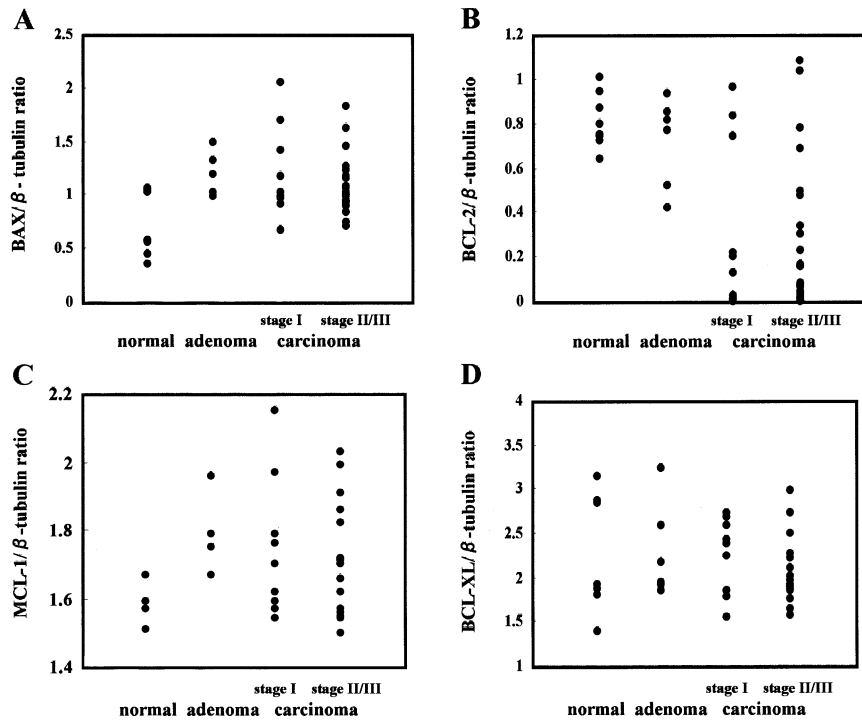 A
BAX/β- tubulin ratio
2.5
2
1.5
1
0.5
0
stage I stage II/III
normal adenoma carcinoma
B
BCL-2/β-tubulin ratio
1.2
1
0.8
0.6
0.4
0.2
0
stage I stage II/III
normal adenoma carcinoma
C
MCL-1/β-tubulin ratio
2.2
2
1.8
1.6
1.4
stage I stage II/III
normal adenoma carcinoma
D
BCL-XL/β-tubulin ratio
4
3.5
3
2.5
2
1.5
1
stage I stage II/III
normal adenoma carcinoma